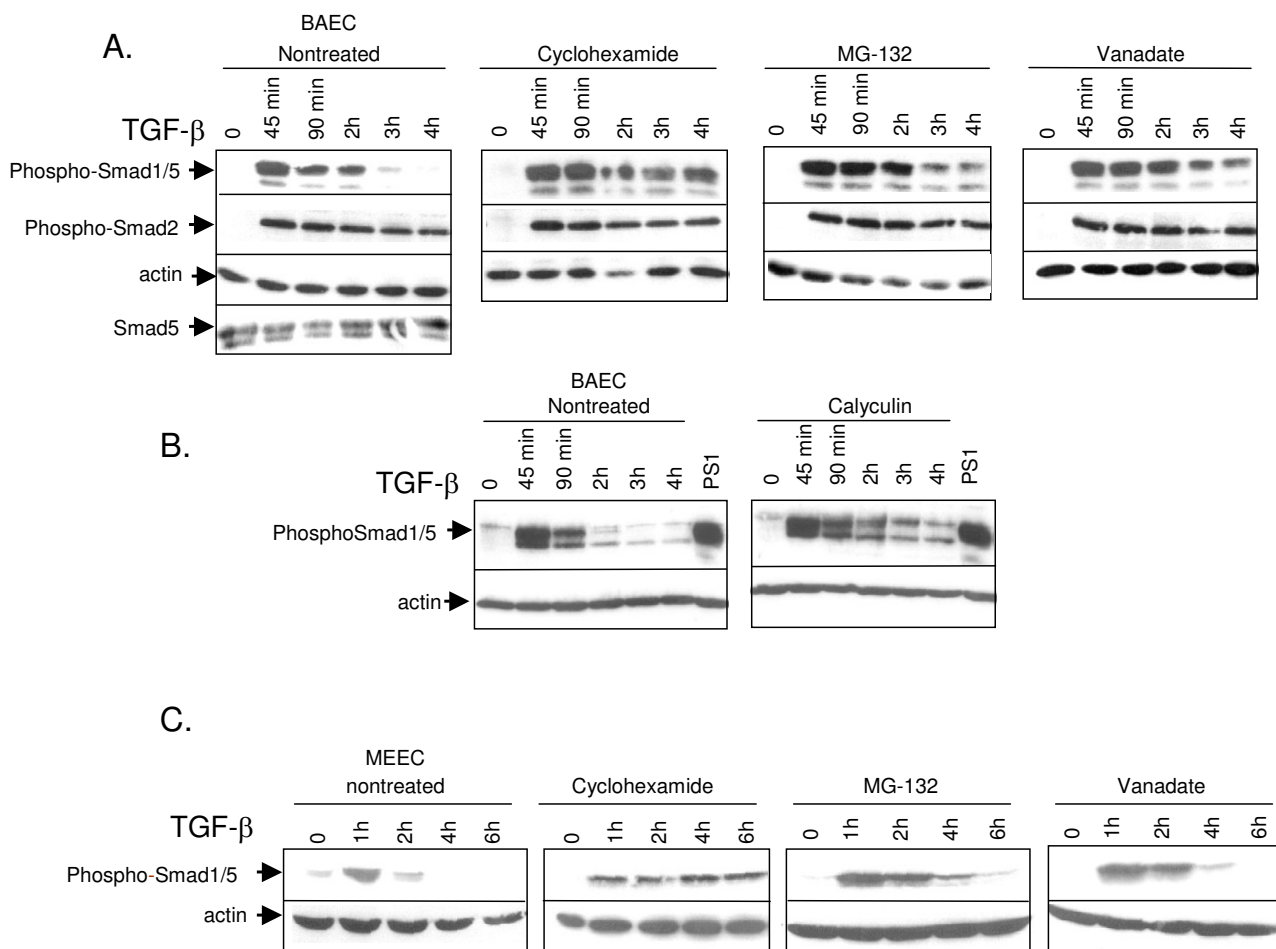 A.
BAEC
Nontreated
Cyclohexamide
MG-132
Vanadate
TGF-β
0 45 min 90 min 2h 3h 4h
0 45 min 90 min 2h 3h 4h
0 45 min 90 min 2h 3h 4h
0 45 min 90 min 2h 3h 4h
Phospho-Smad1/5
Phospho-Smad2
actin
Smad5
B.
BAEC
Nontreated
Calyculin
TGF-β
0 45 min 90 min 2h 3h 4h PS1
0 45 min 90 min 2h 3h 4h PS1
PhosphoSmad1/5
actin
C.
MEEC
nontreated
Cyclohexamide
MG-132
Vanadate
TGF-β
0 1h 2h 4h 6h
0 1h 2h 4h 6h
0 1h 2h 4h 6h
0 1h 2h 4h 6h
Phospho-Smad1/5
actin